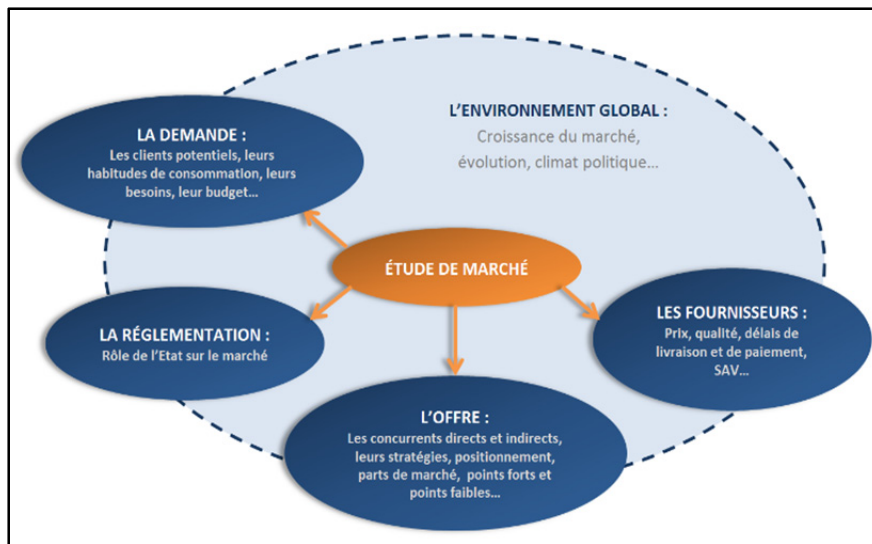 L'ENVIRONNEMENT GLOBAL :
Croissance du marché,
évolution, climat politique...
LA DEMANDE :
Les clients potentiels, leurs
habitudes de consommation, leurs
besoins, leur budget...
ÉTUDE DE MARCHÉ
LA RÉGLEMENTATION :
Rôle de l'Etat sur le marché
LES FOURNISSEURS :
Prix, qualité, délais de
livraison et de paiement,
SAV...
L'OFFRE :
Les concurrents directs et indirects,
leurs stratégies, positionnement,
parts de marché, points forts et
points faibles...